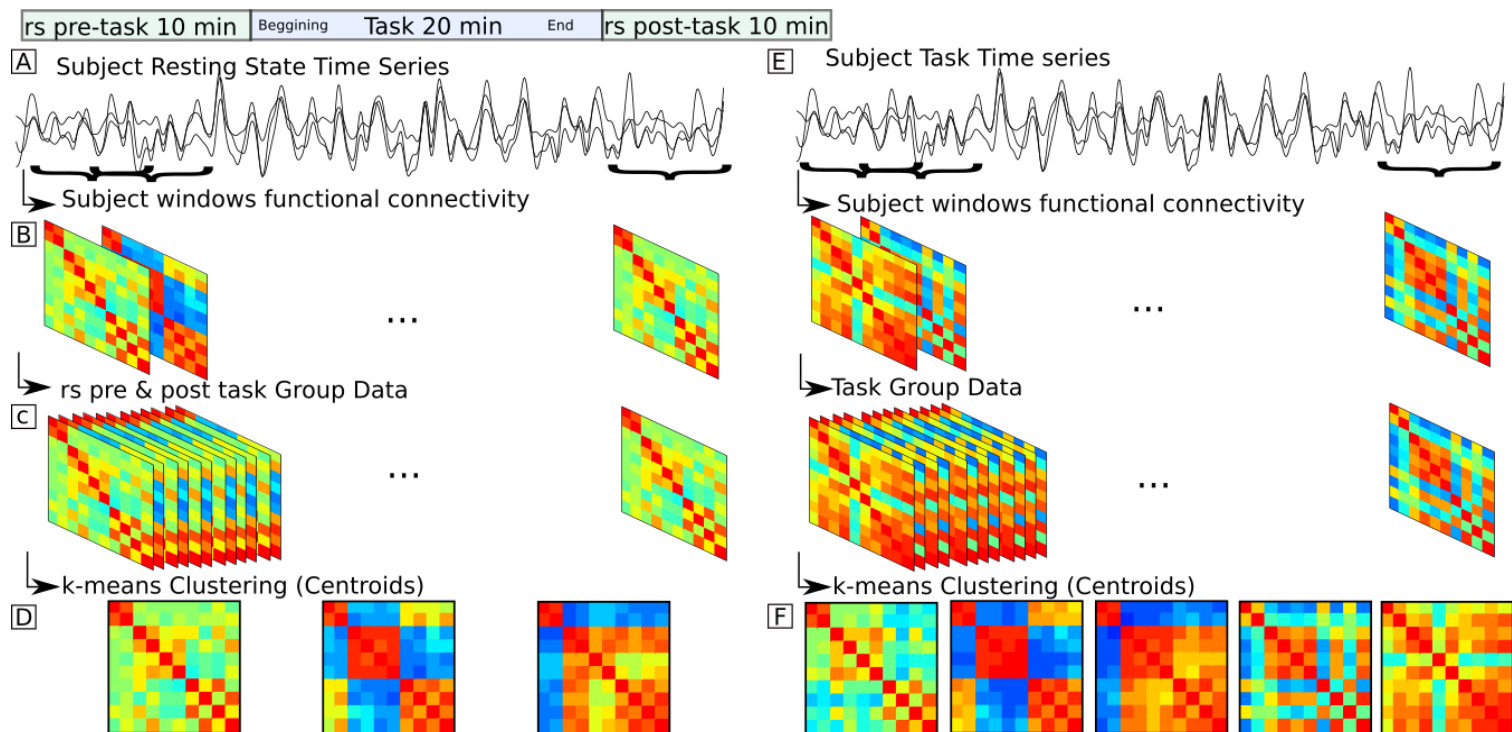 rs pre-task 10 min
Beggining
Task 20 min
End
rs post-task 10 min
A
Subject Resting State Time Series
Subject windows functional connectivity
B
...
rs pre & post task Group Data
C
...
k-means Clustering (Centroids)
D
E
Subject Task Time series
Subject windows functional connectivity
...
Task Group Data
...
k-means Clustering (Centroids)
F